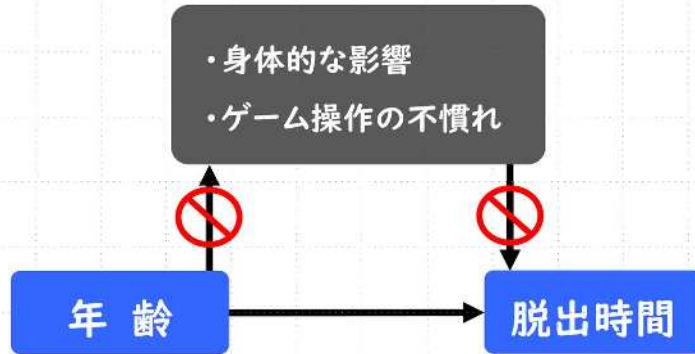 ・身体的な影響
・ゲーム操作の不慣れ
年 齢
脱出時間